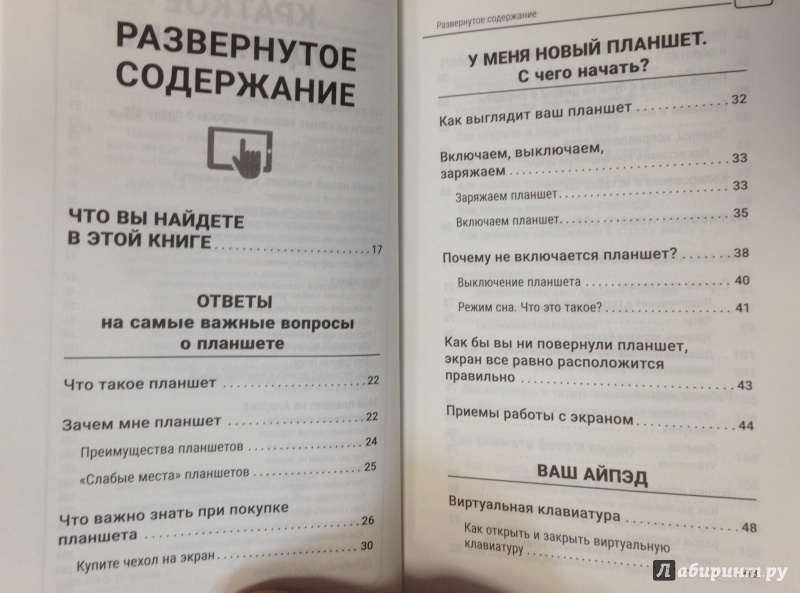 РАЗВЕРНУТОЕ
СОДЕРЖАНИЕ
ЧТО ВЫ НАЙДЕТЕ
В ЭТОЙ КНИГЕ 17
ОТВЕТЫ
на самые важные вопросы
о планшете
Что такое планшет 22
Зачем мне планшет 22
Преимущества планшетов 24
«Слабые места» планшетов 25
Что важно знать при покупке
планшета 26
Купите чехол на экран 30
Развернутое содержание
У МЕНЯ НОВЫЙ ПЛАНШЕТ.
С чего начать?
Как выглядит ваш планшет 32
Включаем, выключаем,
заряжаем 33
Заряжаем планшет 33
Включаем планшет 35
Почему не включается планшет? 38
Выключение планшета 40
Режим сна. Что это такое? 41
Как бы вы ни повернули планшет,
экран все равно расположится
правильно 43
Приемы работы с экраном 44
ВАШ АЙПЭД
Виртуальная клавиатура 48
Как открыть и закрыть виртуальную
клавиатуру
Лабиринт.ру